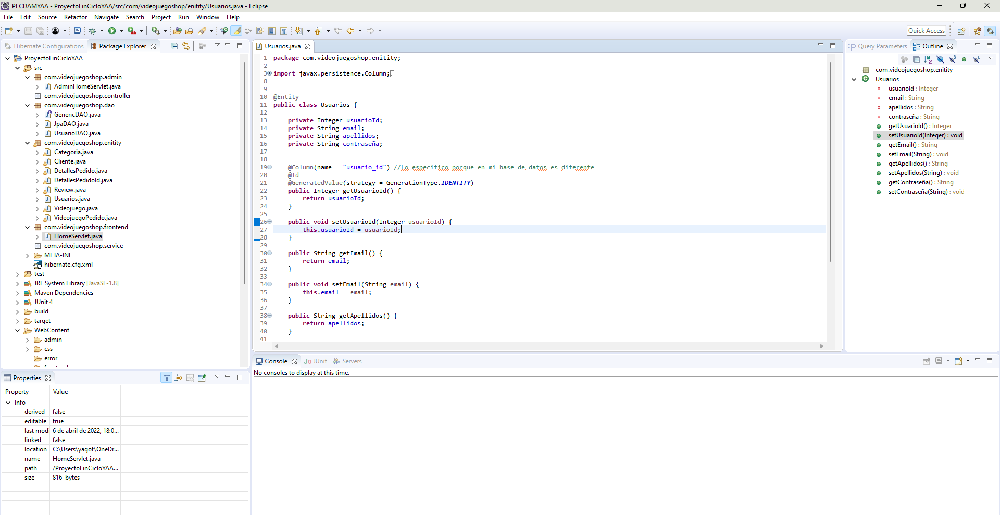 PFCDAMYAA - ProyectoFinCicloYAA/src/com/videojuegoshop/enitity/Usuarios.java - Eclipse
File Edit Source Refactor Navigate Search Project Run Window Help
Quick Access
Hibernate Configurations Package Explorer
ProyectoFinCicloYAA
src
com.videojuegoshop.admin
AdminHomeServlet.java
com.videojuegoshop.controller
com.videojuegoshop.dao
GenericDAO.java
JpaDAO.java
UsuarioDAO.java
com.videojuegoshop.enitity
Categoria.java
Cliente.java
DetallesPedido.java
DetallesPedidoId.java
Review.java
Usuarios.java
Videojuego.java
VideojuegoPedido.java
com.videojuegoshop.frontend
HomeServlet.java
com.videojuegoshop.service
META-INF
hibernate.cfg.xml
test
JRE System Library [JavaSE-1.8]
Maven Dependencies
JUnit 4
build
target
WebContent
admin
css
error
Properties
Property Value
Info
derived false
editable true
last modi 6 de abril de 2022, 18:0...
linked false
location C:\Users\yagof\OneDr...
name HomeServlet.java
path /ProyectoFinCicloYAA...
size 816 bytes
Usuarios.java
1 package com.videojuegoshop.enitity;
2
3 import javax.persistence.Column;
8
9
10 @Entity
11 public class Usuarios {
12
13 private Integer usuarioId;
14 private String email;
15 private String apellidos;
16 private String contraseña;
17
18
19 @Column(name = "usuario_id") //Lo especifico porque en mi base de datos es diferente
20 @Id
21 @GeneratedValue(strategy = GenerationType.IDENTITY)
22 public Integer getUsuarioId() {
23 return usuarioId;
24 }
25
26 public void setUsuarioId(Integer usuarioId) {
27 this.usuarioId = usuarioId;
28 }
29
30 public String getEmail() {
31 return email;
32 }
33
34 public void setEmail(String email) {
35 this.email = email;
36 }
37
38 public String getApellidos() {
39 return apellidos;
40 }
41
Console JUnit Servers
No consoles to display at this time.
Query Parameters Outline
com.videojuegoshop.enitity
Usuarios
usuarioId : Integer
email : String
apellidos : String
contraseña : String
getUsuarioId() : Integer
setUsuarioId(Integer) : void
getEmail() : String
setEmail(String) : void
getApellidos() : String
setApellidos(String) : void
getContraseña() : String
setContraseña(String) : void